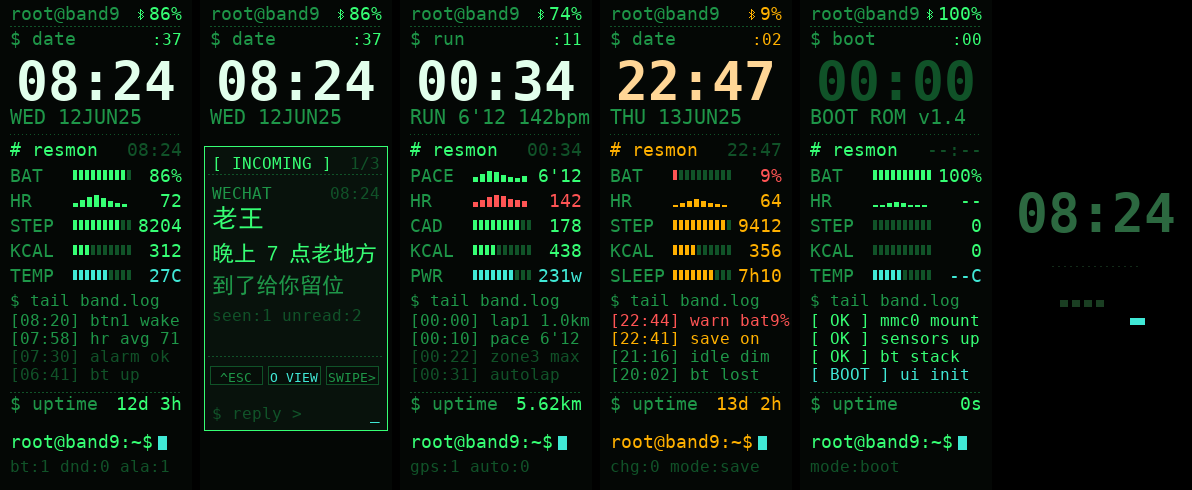 root@band9 86%
$ date :37
08:24
WED 12JUN25
# resmon 08:24
BAT 86%
HR 72
STEP 8204
KCAL 312
TEMP 27C
$ tail band.log
[08:20] btn1 wake
[07:58] hr avg 71
[07:30] alarm ok
[06:41] bt up
$ uptime 12d 3h
root@band9:~$
bt:1 dnd:0 ala:1
root@band9 86%
$ date :37
08:24
WED 12JUN25
[ INCOMING ] 1/3
WECHAT 08:24
老王
晚上 7 点老地方
到了给你留位
seen:1 unread:2
^ESC O VIEW SWIPE>
$ reply > _
root@band9 74%
$ run :11
00:34
RUN 6'12 142bpm
# resmon 00:34
PACE 6'12
HR 142
CAD 178
KCAL 438
PWR 231w
$ tail band.log
[00:00] lap1 1.0km
[00:10] pace 6'12
[00:22] zone3 max
[00:31] autolap
$ uptime 5.62km
root@band9:~$
gps:1 auto:0
root@band9 9%
$ date :02
22:47
THU 13JUN25
# resmon 22:47
BAT 9%
HR 64
STEP 9412
KCAL 356
SLEEP 7h10
$ tail band.log
[22:44] warn bat9%
[22:41] save on
[21:16] idle dim
[20:02] bt lost
$ uptime 13d 2h
root@band9:~$
chg:0 mode:save
root@band9 100%
$ boot :00
00:00
BOOT ROM v1.4
# resmon --:--
BAT 100%
HR --
STEP 0
KCAL 0
TEMP --C
$ tail band.log
[ OK ] mmc0 mount
[ OK ] sensors up
[ OK ] bt stack
[ BOOT ] ui init
$ uptime 0s
root@band9:~$
mode:boot
08:24